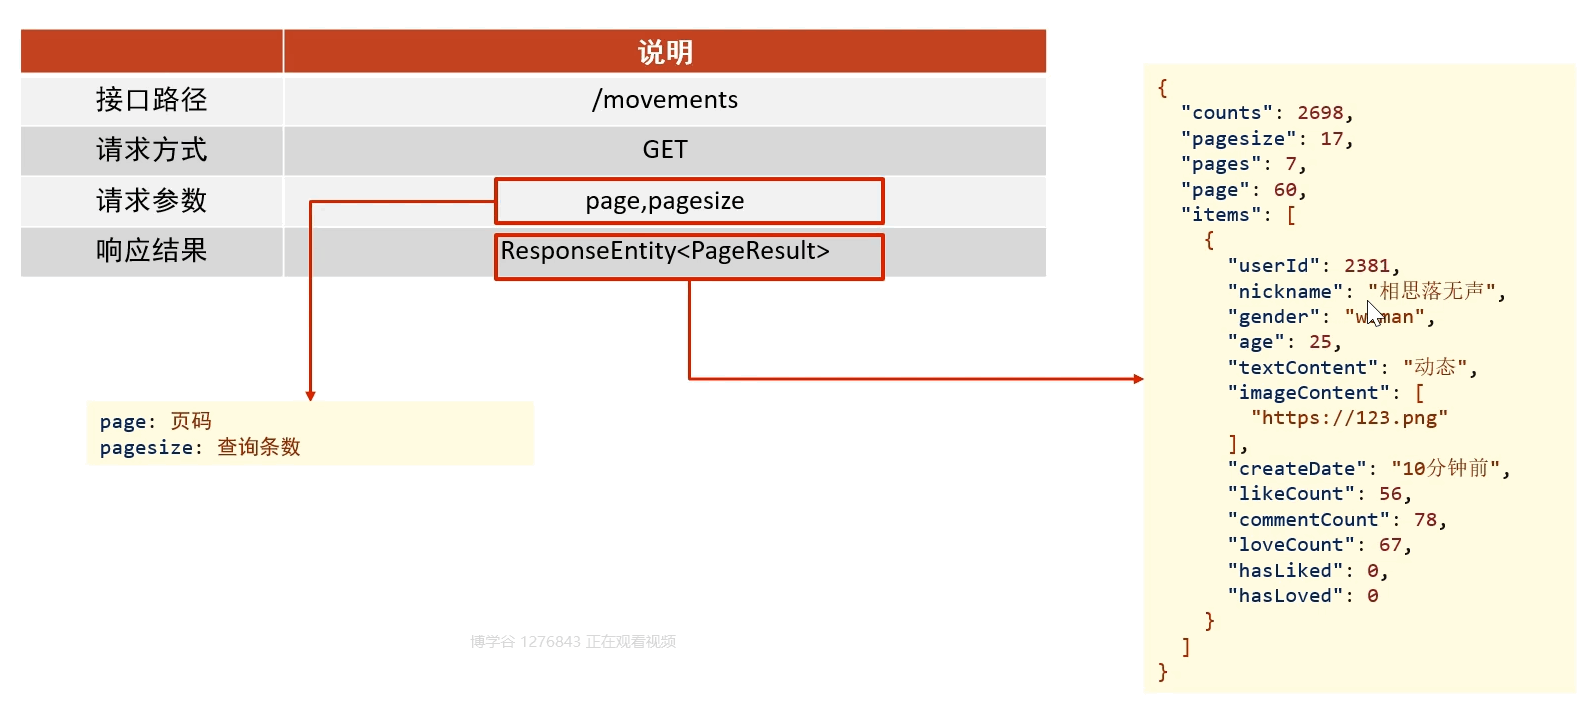 说明
接口路径 /movements
请求方式 GET
请求参数 page,pagesize
响应结果 ResponseEntity<PageResult>
page: 页码
pagesize: 查询条数
{
"counts": 2698,
"pagesize": 17,
"pages": 7,
"page": 60,
"items": [
{
"userId": 2381,
"nickname": "相思落无声",
"gender": "woman",
"age": 25,
"textContent": "动态",
"imageContent": [
"https://123.png"
],
"createDate": "10分钟前",
"likeCount": 56,
"commentCount": 78,
"loveCount": 67,
"hasLiked": 0,
"hasLoved": 0
}
]
}
博学谷 1276843 正在观看视频